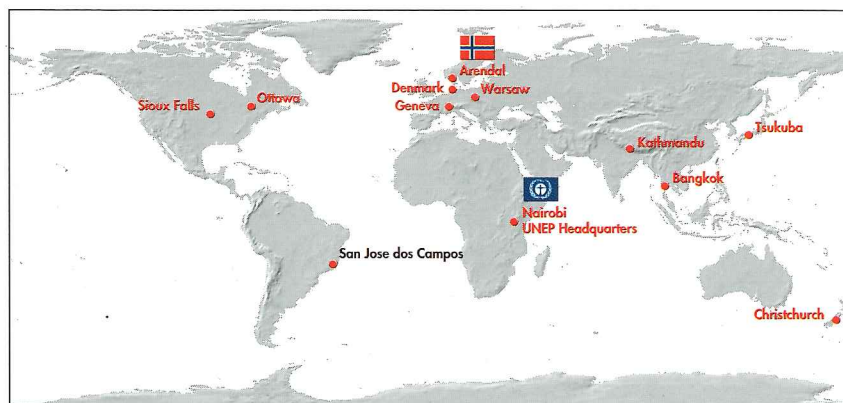 Arendal
Denmark
Warsaw
Sioux Falls
Ottawa
Geneva
Tsukuba
Kathmandu
Bangkok
Nairobi
UNEP Headquarters
San Jose dos Campos
Christchurch